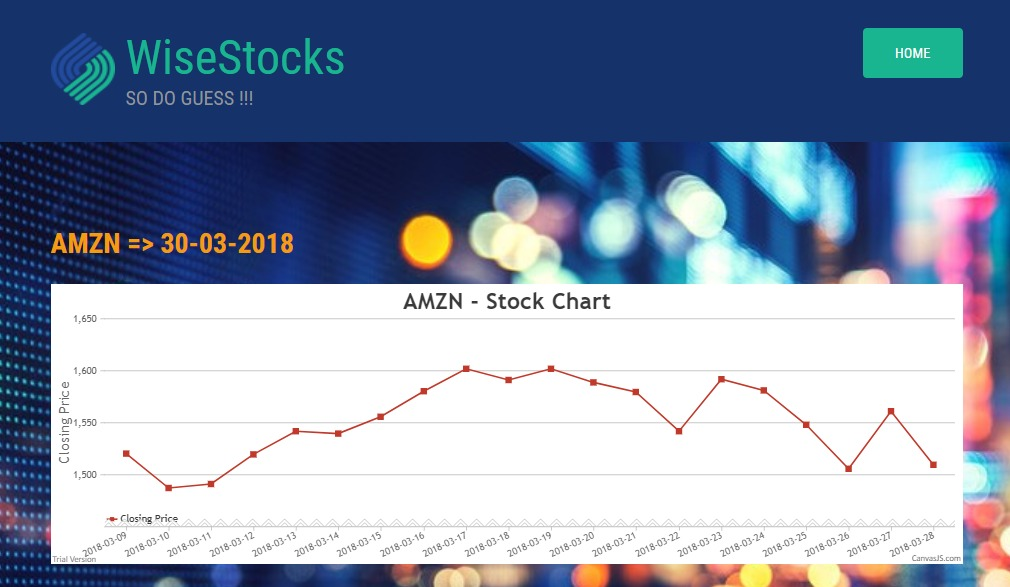 WiseStocks
SO DO GUESS !!!
HOME
AMZN => 30-03-2018
AMZN - Stock Chart
Closing Price
1,650
1,600
1,550
1,500
Closing Price
2018-03-09
2018-03-10
2018-03-11
2018-03-12
2018-03-13
2018-03-14
2018-03-15
2018-03-16
2018-03-17
2018-03-18
2018-03-19
2018-03-20
2018-03-21
2018-03-22
2018-03-23
2018-03-24
2018-03-25
2018-03-26
2018-03-27
2018-03-28
Trial Version
CanvasJS.com